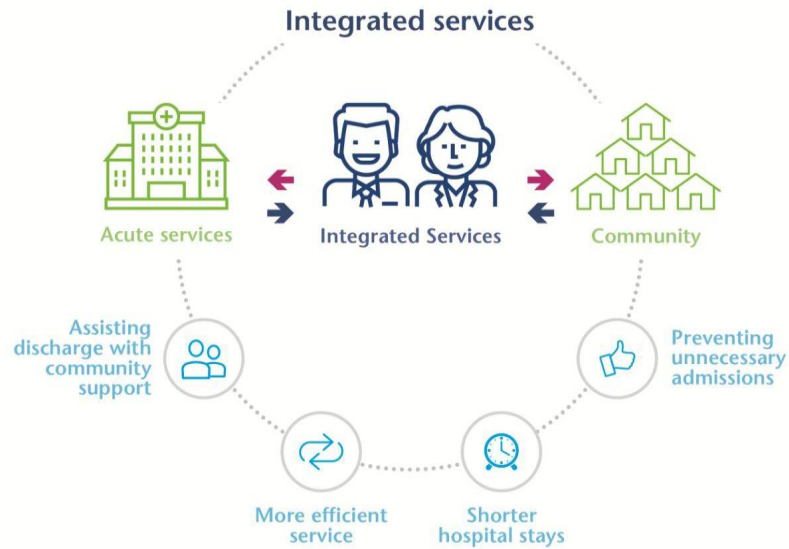 Integrated services
Acute services
Integrated Services
Community
Assisting
discharge with
community
support
Preventing
unnecessary
admissions
More efficient
service
Shorter
hospital stays